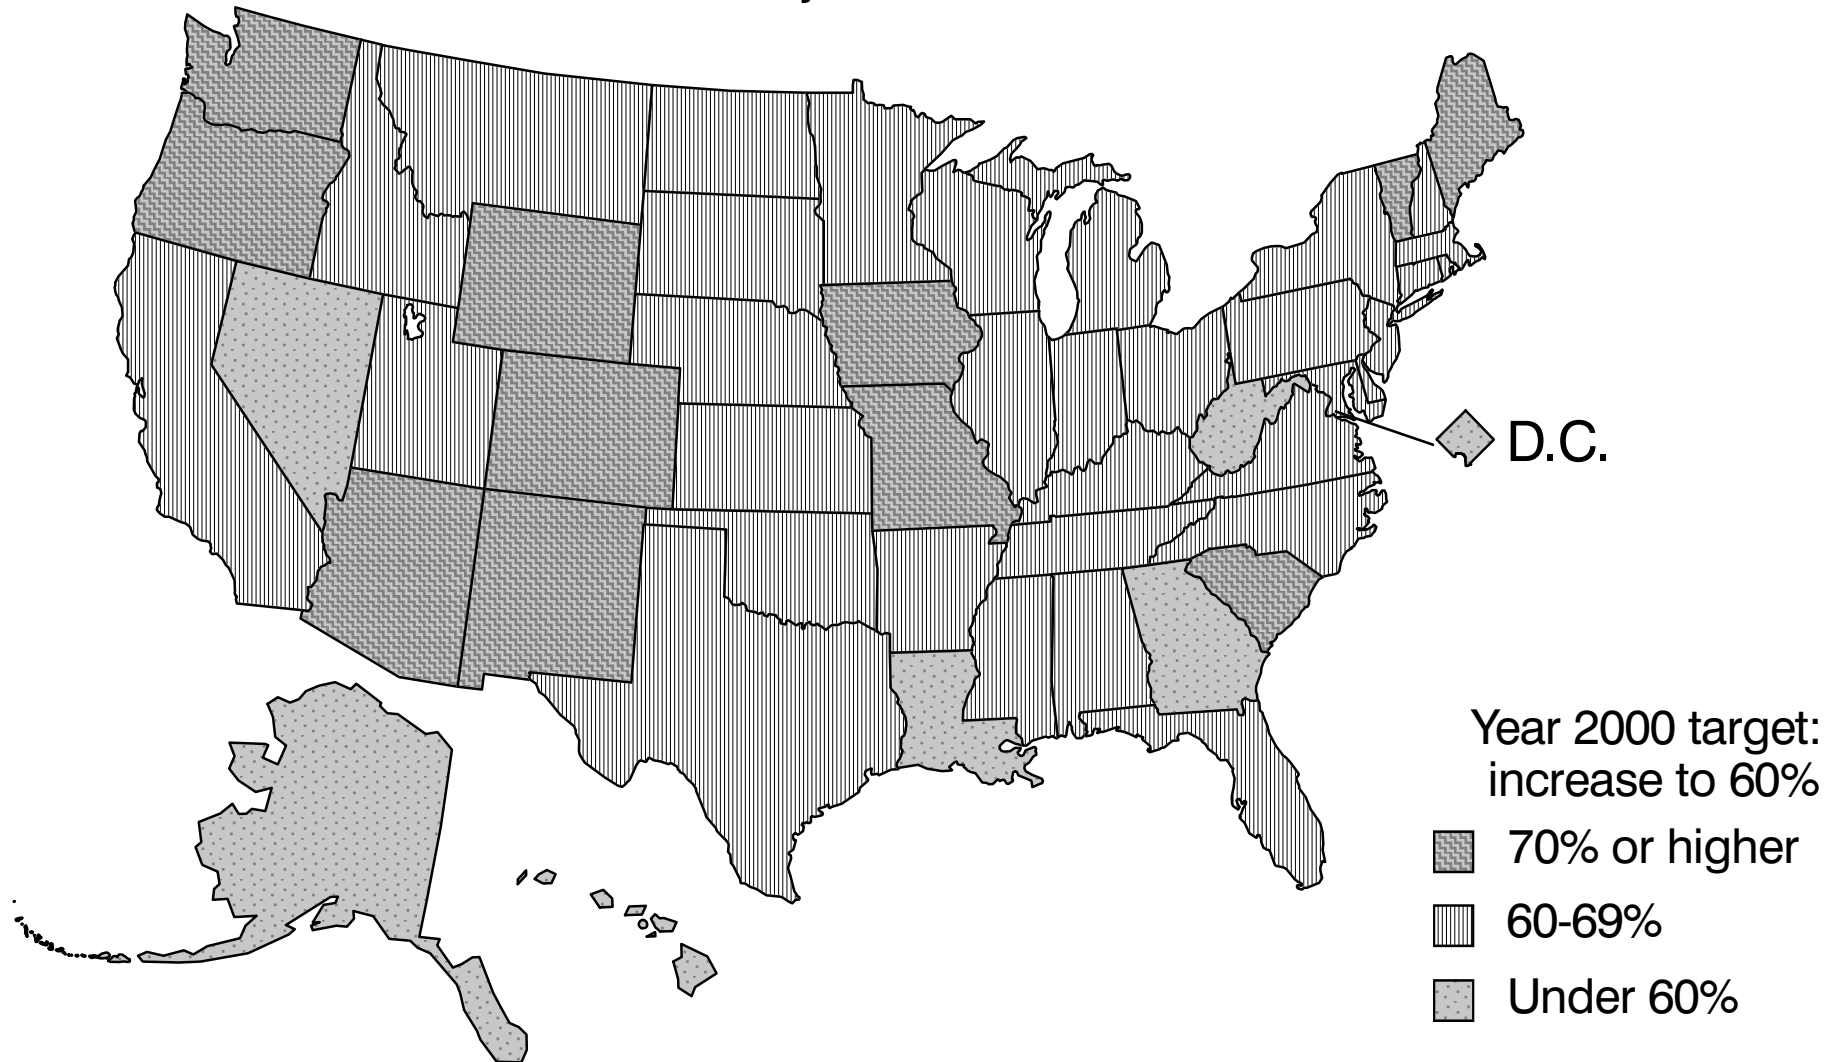 D.C.
Year 2000 target:
increase to 60%
70% or higher
60-69%
Under 60%